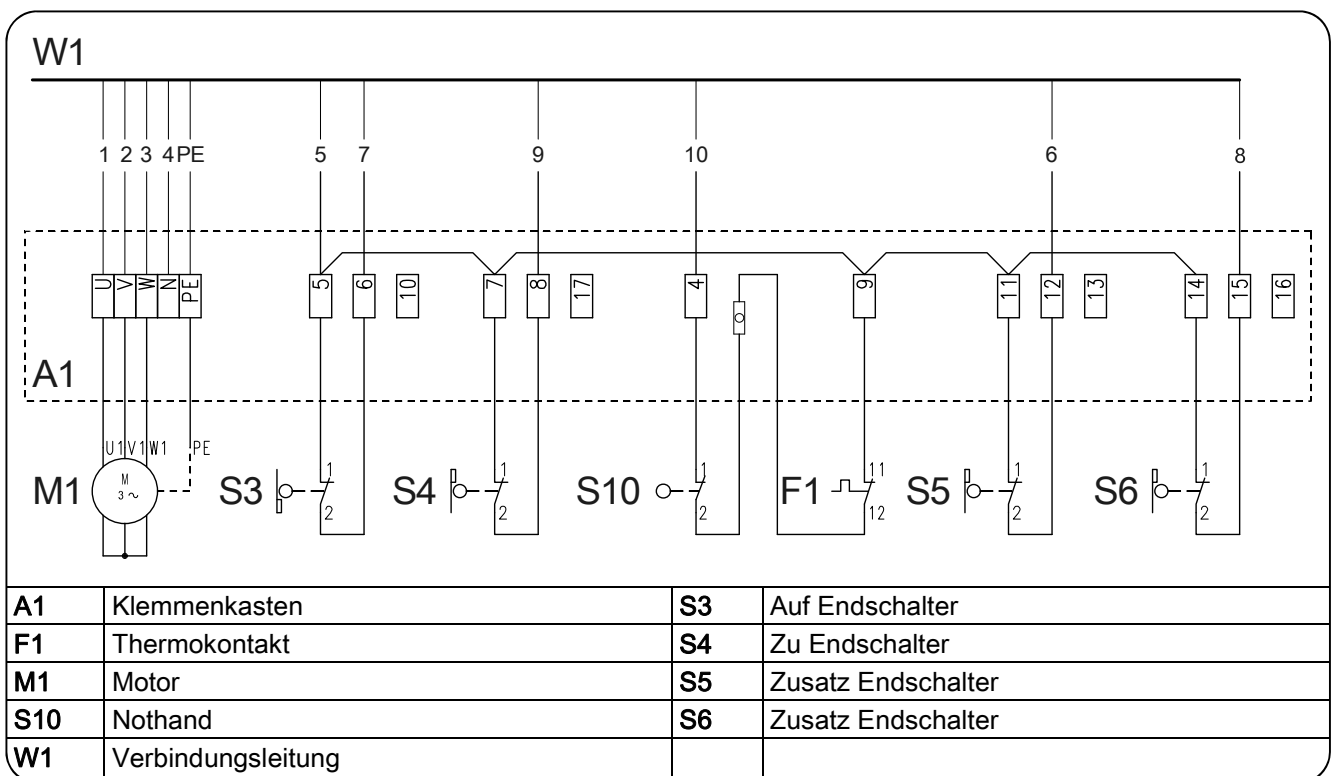 W1
1 2 3 4 PE 5 7 9 10 6 8
U V W N PE 5 6 10 7 8 17 4 9 11 12 13 14 15 16
A1
U1 V1 W1 PE
M1 M 3 ~ S3 1 2 S4 1 2 S10 1 2 F1 11 12 S5 1 2 S6 1 2
A1 Klemmenkasten S3 Auf Endschalter
F1 Thermokontakt S4 Zu Endschalter
M1 Motor S5 Zusatz Endschalter
S10 Nothand S6 Zusatz Endschalter
W1 Verbindungsleitung